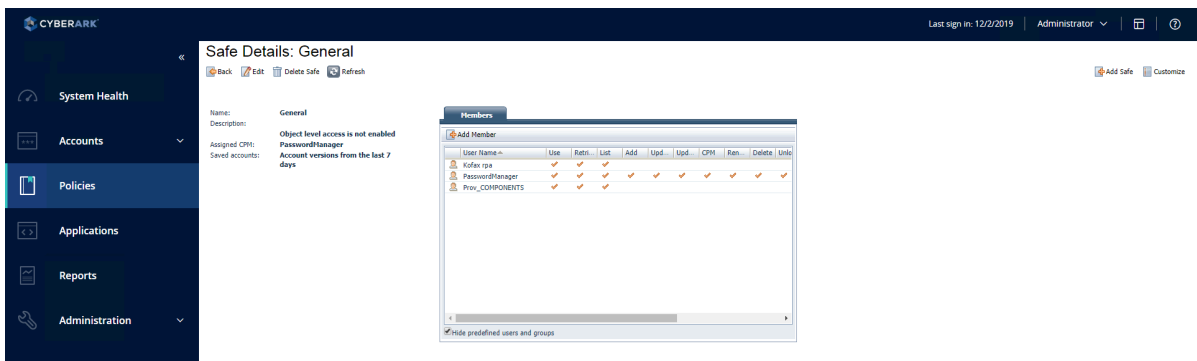 CYBERARK
Last sign in: 12/2/2019 Administrator
Safe Details: General
Back Edit Delete Safe Refresh
Add Safe Customize
System Health
Accounts
Policies
Applications
Reports
Administration
Name: General
Description:
Object level access is not enabled
Assigned CPM: PasswordManager
Saved accounts: Account versions from the last 7 days
Members
Add Member
User Name Use Retri... List Add Upd... Upd... CPM Ren... Delete Unlo
Kofax rpa
PasswordManager
Prov_COMPONENTS
Hide predefined users and groups